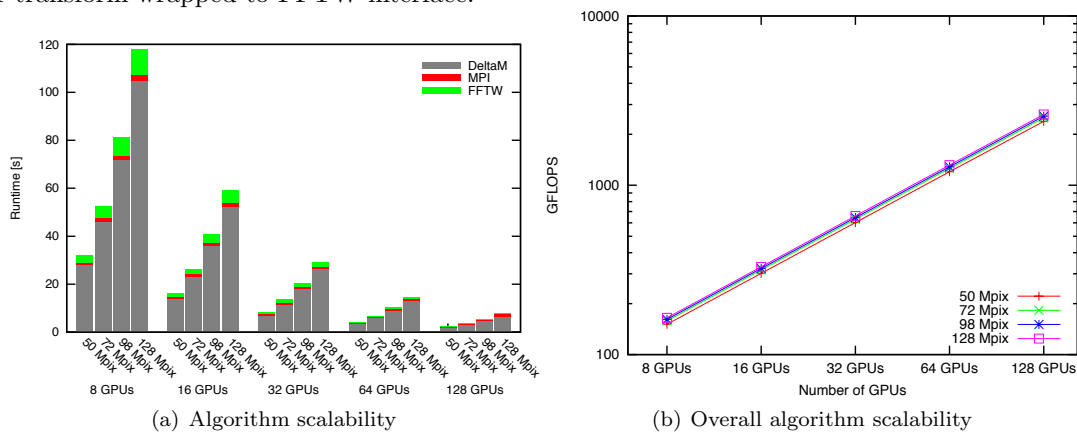 r transform wrapped to FFTW interface.
120
100
80
60
40
20
0
Runtime [s]
DeltaM
MPI
FFTW
50 Mpix
72 Mpix
98 Mpix
128 Mpix
50 Mpix
72 Mpix
98 Mpix
128 Mpix
50 Mpix
72 Mpix
98 Mpix
128 Mpix
50 Mpix
72 Mpix
98 Mpix
128 Mpix
50 Mpix
72 Mpix
98 Mpix
128 Mpix
8 GPUs
16 GPUs
32 GPUs
64 GPUs
128 GPUs
(a) Algorithm scalability
10000
1000
100
GFLOPS
50 Mpix
72 Mpix
98 Mpix
128 Mpix
8 GPUs
16 GPUs
32 GPUs
64 GPUs
128 GPUs
Number of GPUs
(b) Overall algorithm scalability